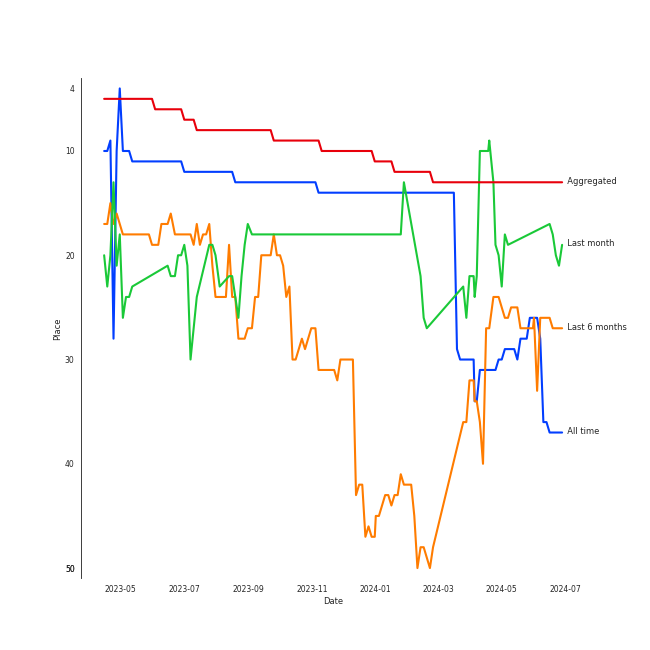 4
10
20
30
40
50
Place
2023-05
2023-07
2023-09
2023-11
2024-01
2024-03
2024-05
2024-07
Date
Aggregated
Last month
Last 6 months
All time